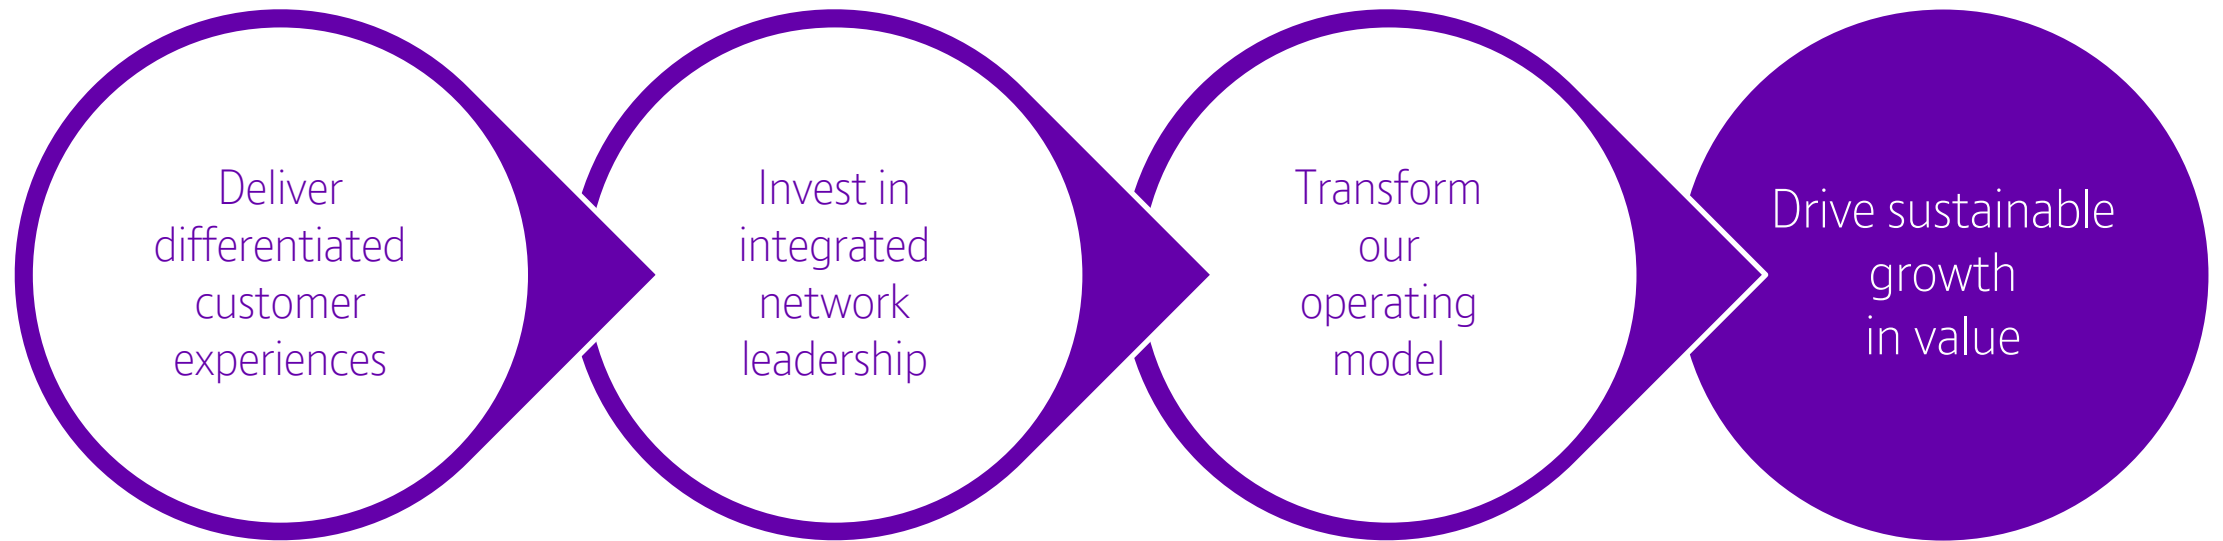 Deliver
differentiated
customer
experiences
Invest in
integrated
network
leadership
Transform
our
operating
model
Drive sustainable
growth
in value